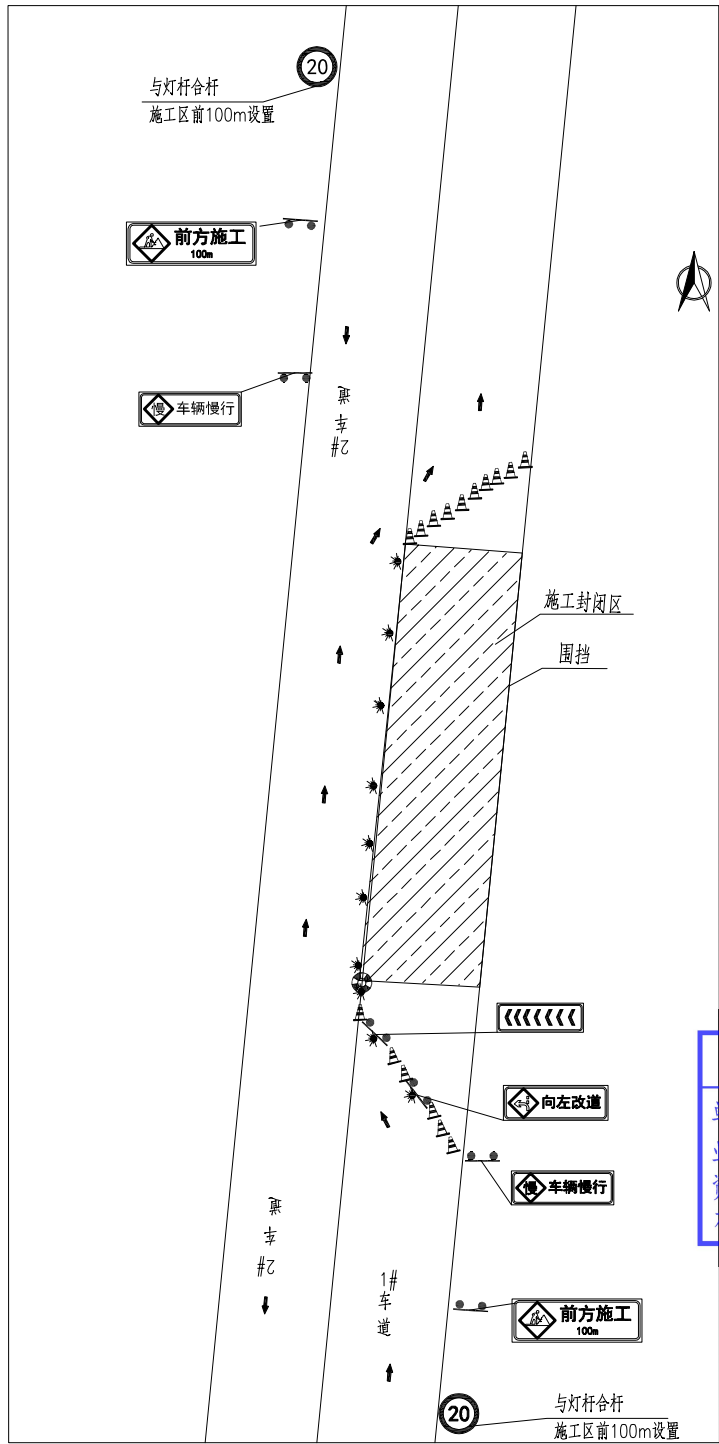 20
与灯杆合杆
施工区前100m设置
前方施工
100m
慢 车辆慢行
2#车道
施工封闭区
围挡
向左改道
慢 车辆慢行
2#车道
1#车道
前方施工
100m
20
与灯杆合杆
施工区前100m设置